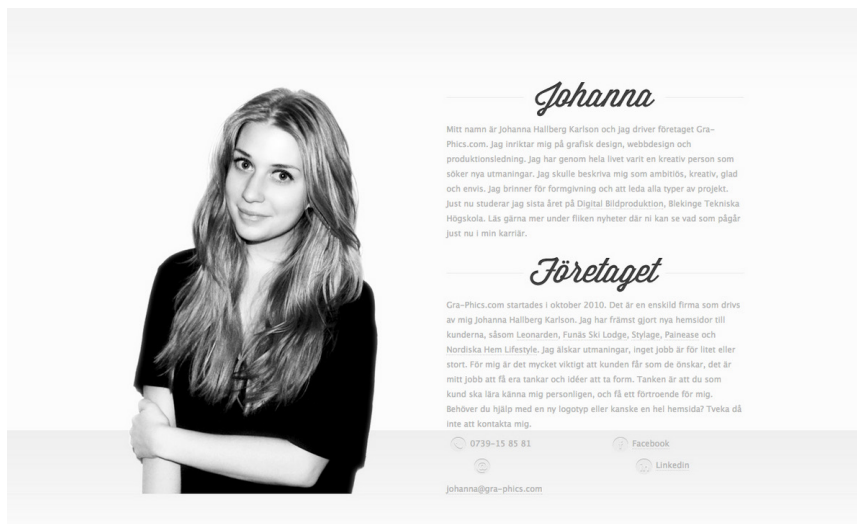 Johanna
Mitt namn är Johanna Hallberg Karlson och jag driver företaget Gra-
Phics.com. Jag inriktar mig på grafisk design, webbdesign och
produktionsledning. Jag har genom hela livet varit en kreativ person som
söker nya utmaningar. Jag skulle beskriva mig som ambitiös, kreativ, glad
och envis. Jag brinner för formgivning och att leda alla typer av projekt.
Just nu studerar jag sista året på Digital Bildproduktion, Blekinge Tekniska
Högskola. Läs gärna mer under fliken nyheter där ni kan se vad som pågår
just nu i min karriär.
Företaget
Gra-Phics.com startades i oktober 2010. Det är en enskild firma som drivs
av mig Johanna Hallberg Karlson. Jag har främst gjort nya hemsidor till
kunderna, såsom Leonarden, Funäs Ski Lodge, Stylage, Painease och
Nordiska Hem Lifestyle. Jag älskar utmaningar, inget jobb är för litet eller
stort. För mig är det mycket viktigt att kunden får som de önskar, det är
mitt jobb att få era tankar och idéer att ta form. Tanken är att du som
kund ska lära känna mig personligen, och få ett förtroende för mig.
Behöver du hjälp med en ny logotyp eller kanske en hel hemsida? Tveka då
inte att kontakta mig.
0739-15 85 81 Facebook
Linkedin
johanna@gra-phics.com